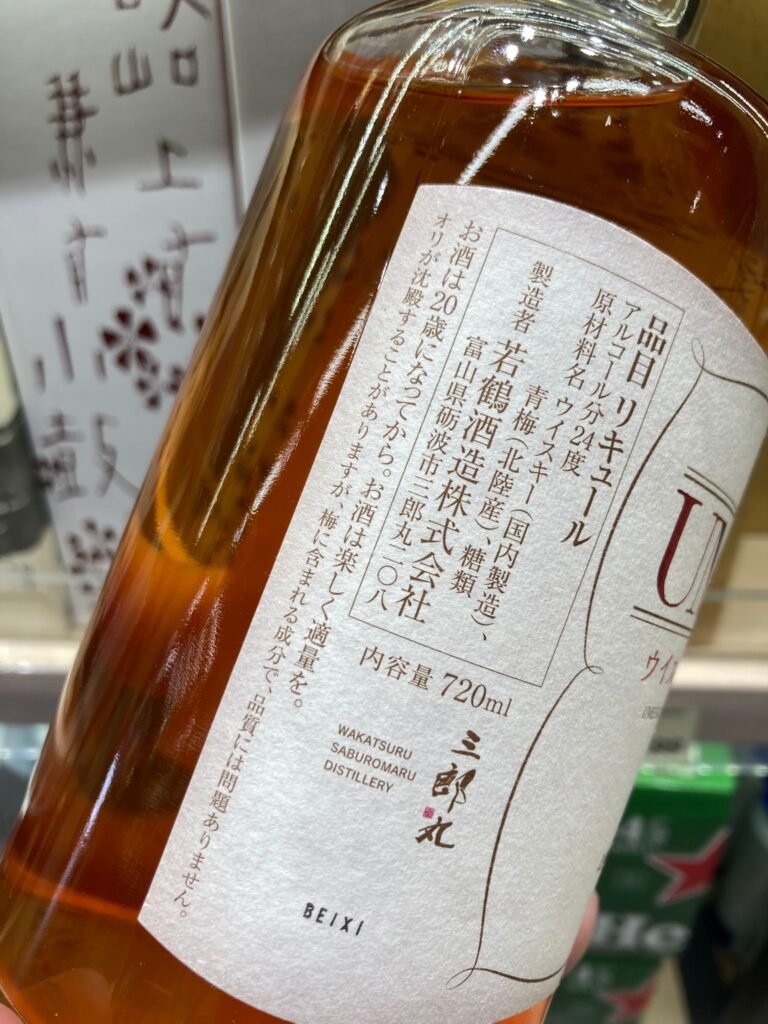 品目 リキュール
アルコール分24度
原材料名 ウイスキー(国内製造)、
青梅(北陸産)、糖類
製造者 若鶴酒造株式会社
富山県砺波市三郎丸二〇八
お酒は20歳になってから。お酒は楽しく適量を。
オリが沈殿することがありますが、梅に含まれる成分で、品質には問題ありません。
内容量 720ml
三郎丸
WAKATSURU
SABUROMARU
DISTILLERY
BEIXI
ウイス
He